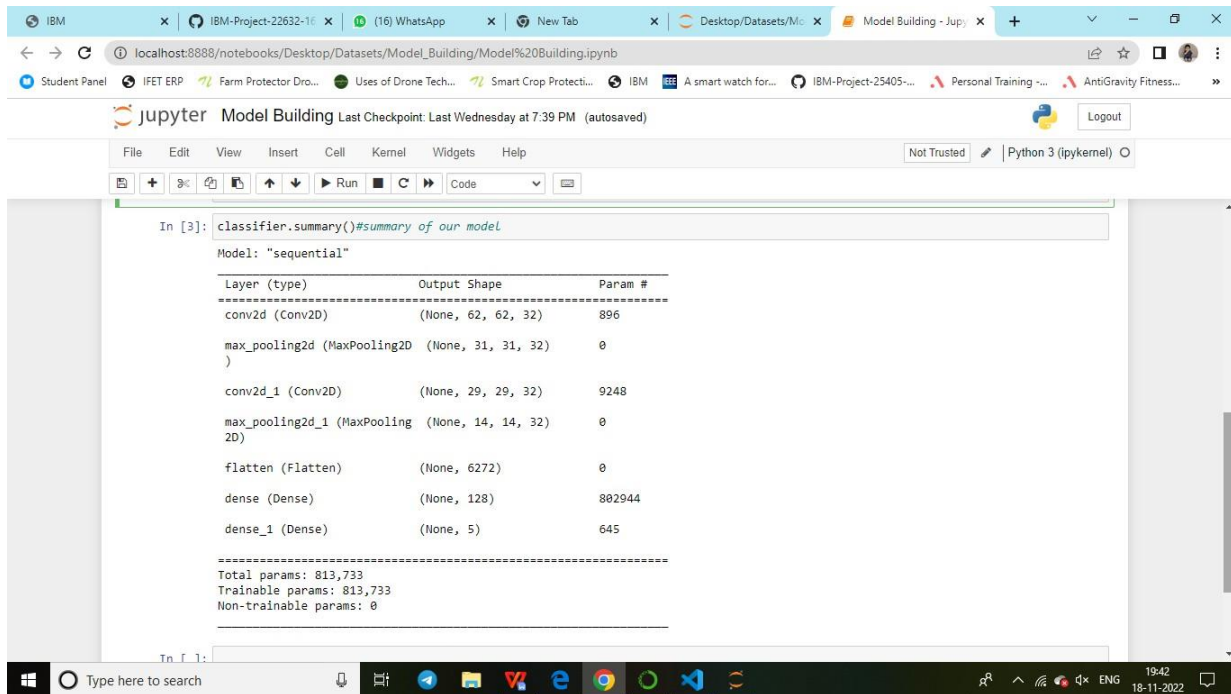 IBM IBM-Project-22632-16 (16) WhatsApp New Tab Desktop/Datasets/Mo Model Building - Jupy
localhost:8888/notebooks/Desktop/Datasets/Model_Building/Model%20Building.ipynb
Student Panel IFET ERP Farm Protector Dro... Uses of Drone Tech... Smart Crop Protecti... IBM IEEE A smart watch for... IBM-Project-25405-... Personal Training -... AntiGravity Fitness... »
jupyter Model Building Last Checkpoint: Last Wednesday at 7:39 PM (autosaved) Logout
File Edit View Insert Cell Kernel Widgets Help Not Trusted Python 3 (ipykernel)
Run Code
In [3]: classifier.summary()#summary of our model
Model: "sequential"
Layer (type) Output Shape Param #
conv2d (Conv2D) (None, 62, 62, 32) 896
max_pooling2d (MaxPooling2D (None, 31, 31, 32) 0
)
conv2d_1 (Conv2D) (None, 29, 29, 32) 9248
max_pooling2d_1 (MaxPooling (None, 14, 14, 32) 0
2D)
flatten (Flatten) (None, 6272) 0
dense (Dense) (None, 128) 802944
dense_1 (Dense) (None, 5) 645
Total params: 813,733
Trainable params: 813,733
Non-trainable params: 0
In [ ]:
Type here to search ENG 19:42
18-11-2022